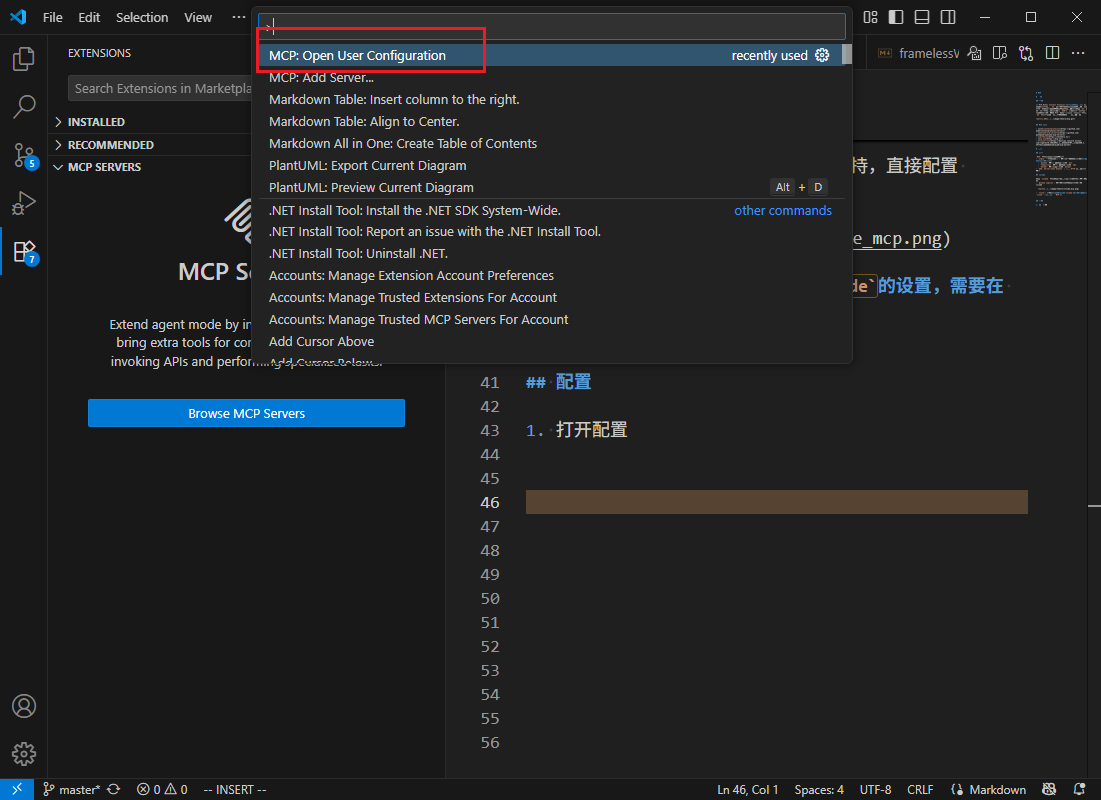 File Edit Selection View ···
>
MCP: Open User Configuration recently used
MCP: Add Server...
Markdown Table: Insert column to the right.
Markdown Table: Align to Center.
Markdown All in One: Create Table of Contents
PlantUML: Export Current Diagram
PlantUML: Preview Current Diagram Alt + D
.NET Install Tool: Install the .NET SDK System-Wide. other commands
.NET Install Tool: Report an issue with the .NET Install Tool.
.NET Install Tool: Uninstall .NET.
Accounts: Manage Extension Account Preferences
Accounts: Manage Trusted Extensions For Account
Accounts: Manage Trusted MCP Servers For Account
Add Cursor Above
Add Cursor Below
EXTENSIONS
Search Extensions in Marketpla
INSTALLED
RECOMMENDED
MCP SERVERS
MCP S
Extend agent mode by in
bring extra tools for co
invoking APIs and performing
Browse MCP Servers
5
7
framelessW
持，直接配置
e_mcp.png)
de`的设置，需要在
41 ## 配置
42
43 1. 打开配置
44
45
46
47
48
49
50
51
52
53
54
55
56
master* 0 0 -- INSERT -- Ln 46, Col 1 Spaces: 4 UTF-8 CRLF Markdown